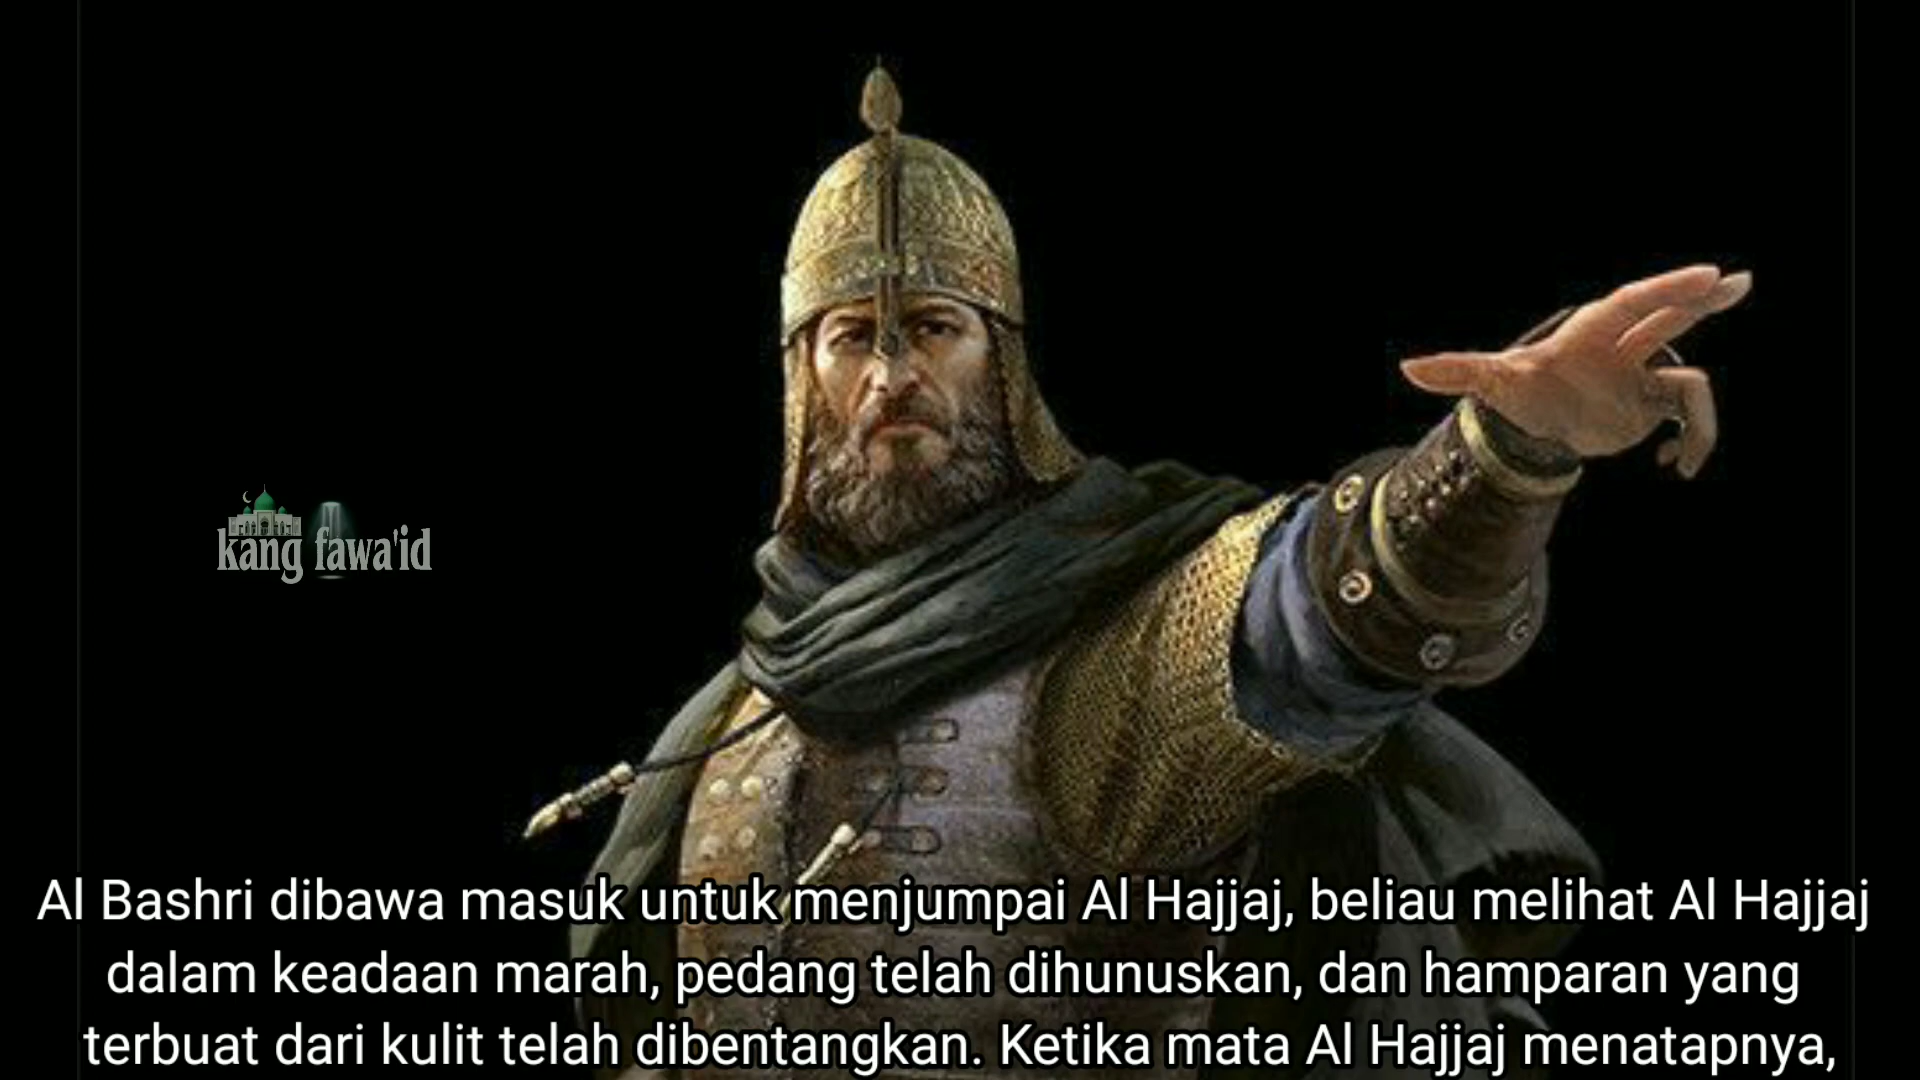 kang fawa'id
Al Bashri dibawa masuk untuk menjumpai Al Hajjaj, beliau melihat Al Hajjaj
dalam keadaan marah, pedang telah dihunuskan, dan hamparan yang
terbuat dari kulit telah dibentangkan. Ketika mata Al Hajjaj menatapnya,